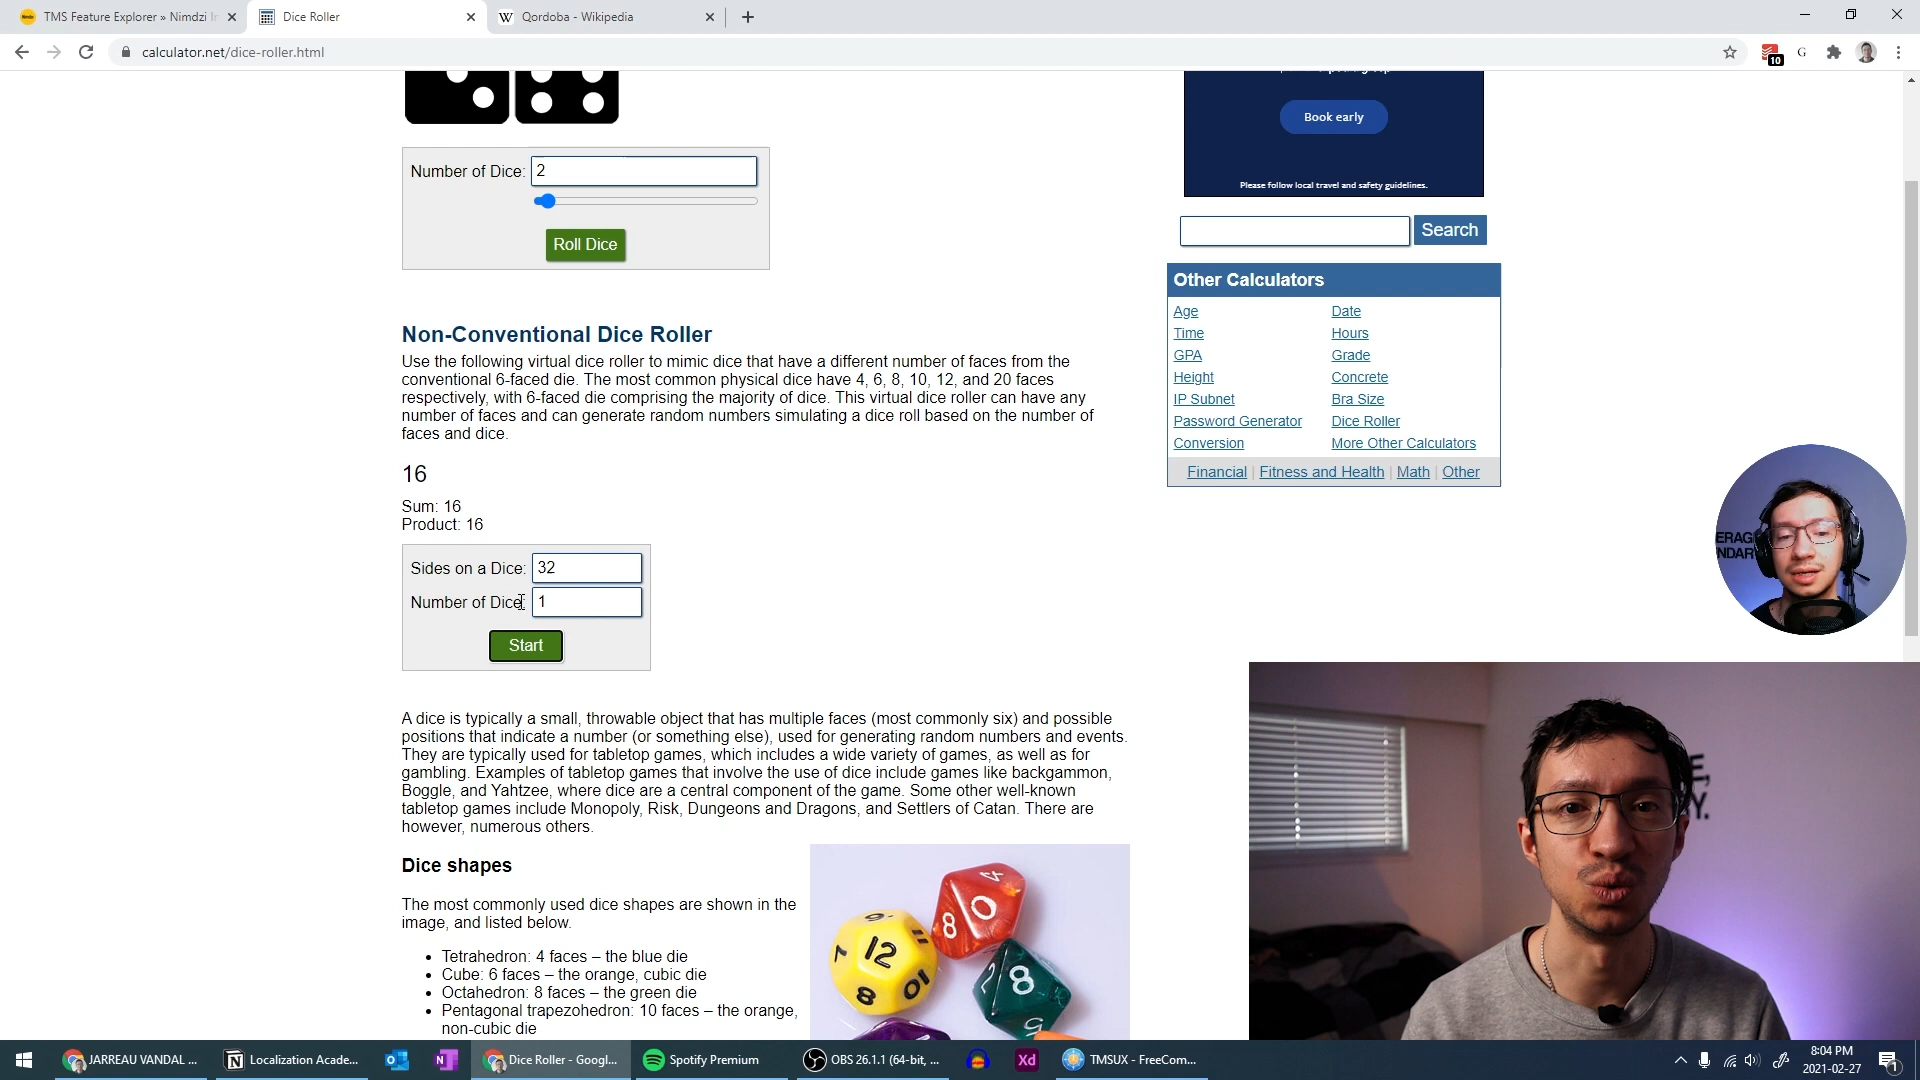 TMS Feature Explorer » Nimdzi In
Dice Roller
Qordoba - Wikipedia
calculator.net/dice-roller.html
10
G
Book early
Please follow local travel and safety guidelines.
Number of Dice: 2
Roll Dice
Search
Other Calculators
Age
Date
Time
Hours
GPA
Grade
Height
Concrete
IP Subnet
Bra Size
Password Generator
Dice Roller
Conversion
More Other Calculators
Financial | Fitness and Health | Math | Other
Non-Conventional Dice Roller
Use the following virtual dice roller to mimic dice that have a different number of faces from the
conventional 6-faced die. The most common physical dice have 4, 6, 8, 10, 12, and 20 faces
respectively, with 6-faced die comprising the majority of dice. This virtual dice roller can have any
number of faces and can generate random numbers simulating a dice roll based on the number of
faces and dice.
16
Sum: 16
Product: 16
Sides on a Dice: 32
Number of Dice: 1
Start
A dice is typically a small, throwable object that has multiple faces (most commonly six) and possible
positions that indicate a number (or something else), used for generating random numbers and events.
They are typically used for tabletop games, which includes a wide variety of games, as well as for
gambling. Examples of tabletop games that involve the use of dice include games like backgammon,
Boggle, and Yahtzee, where dice are a central component of the game. Some other well-known
tabletop games include Monopoly, Risk, Dungeons and Dragons, and Settlers of Catan. There are
however, numerous others.
Dice shapes
The most commonly used dice shapes are shown in the
image, and listed below.
• Tetrahedron: 4 faces – the blue die
• Cube: 6 faces – the orange, cubic die
• Octahedron: 8 faces – the green die
• Pentagonal trapezohedron: 10 faces – the orange,
non-cubic die
12
8
8
0
8
JARREAU VANDAL ...
Localization Acade...
Dice Roller - Googl...
Spotify Premium
OBS 26.1.1 (64-bit, ...
Xd
TMSUX - FreeCom...
8:04 PM
2021-02-27
1